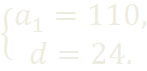 a₁ = 110,
d = 24.